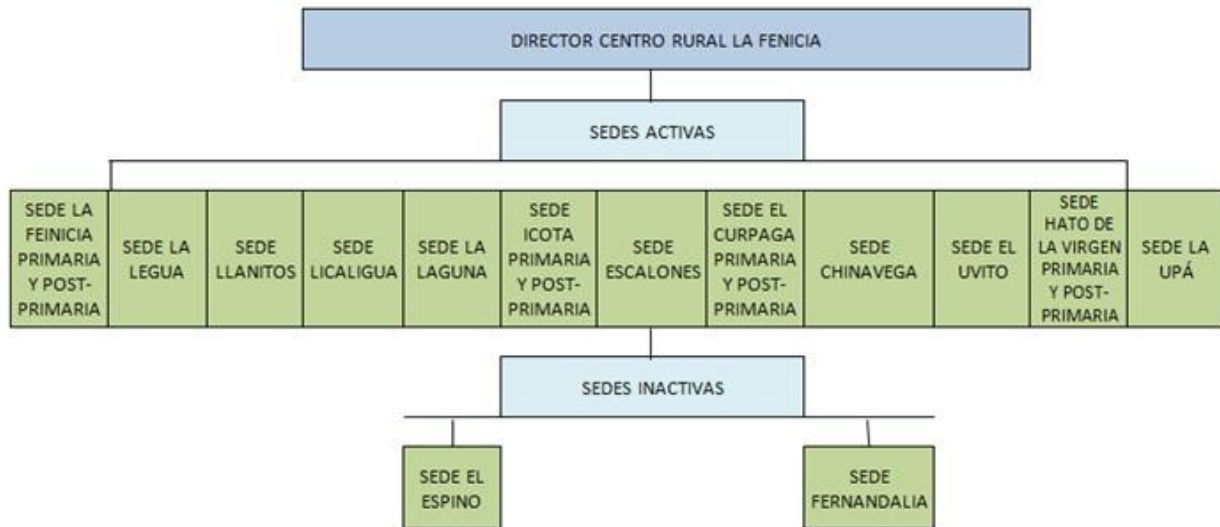 DIRECTOR CENTRO RURAL LA FENICIA
SEDES ACTIVAS
SEDE LA
FEINICIA
PRIMARIA
Y POST-
PRIMARIA
SEDE LA
LEGUA
SEDE
LLANITOS
SEDE
LICALIGUA
SEDE LA
LAGUNA
SEDE
ICOTA
PRIMARIA
Y POST-
PRIMARIA
SEDE
ESCALONES
SEDE EL
CURPAGA
PRIMARIA
Y POST-
PRIMARIA
SEDE
CHINAVEGA
SEDE EL
UVITO
SEDE
HATO DE
LA VIRGEN
PRIMARIA
Y POST-
PRIMARIA
SEDE LA
UPÁ
SEDES INACTIVAS
SEDE EL
ESPINO
SEDE
FERNANDALIA